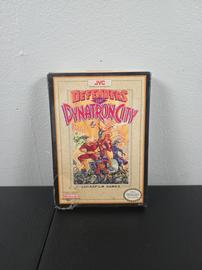 JVC
DEFENDERS
OF
DYNATRON CITY
LUCASFILM GAMES